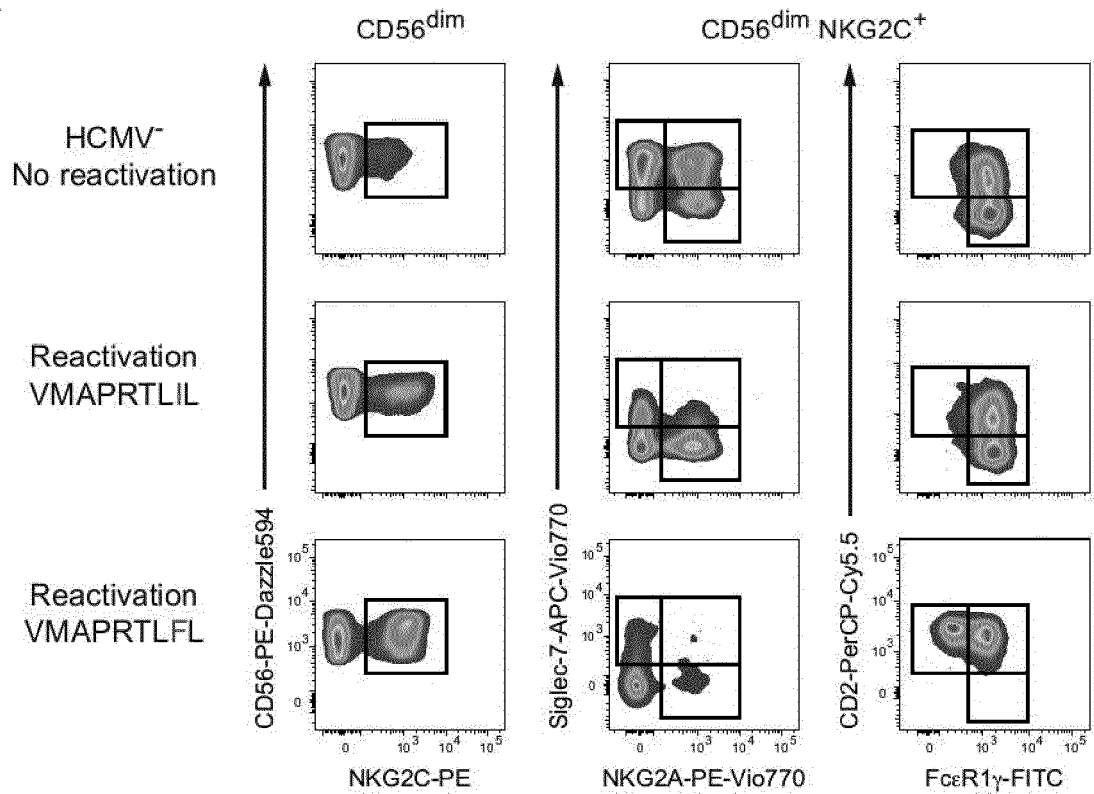 CD56dim
CD56dim NKG2C+
HCMV-
No reactivation
Reactivation
VMAPRTLIL
Reactivation
VMAPRTLFL
CD56-PE-Dazzle594
10^5
10^4
10^3
0
0
10^3
10^4
10^5
NKG2C-PE
Siglec-7-APC-Vio770
10^5
10^4
10^3
0
0
10^3
10^4
10^5
NKG2A-PE-Vio770
CD2-PerCP-Cy5.5
10^5
10^4
10^3
0
0
10^3
10^4
10^5
FcεR1γ-FITC